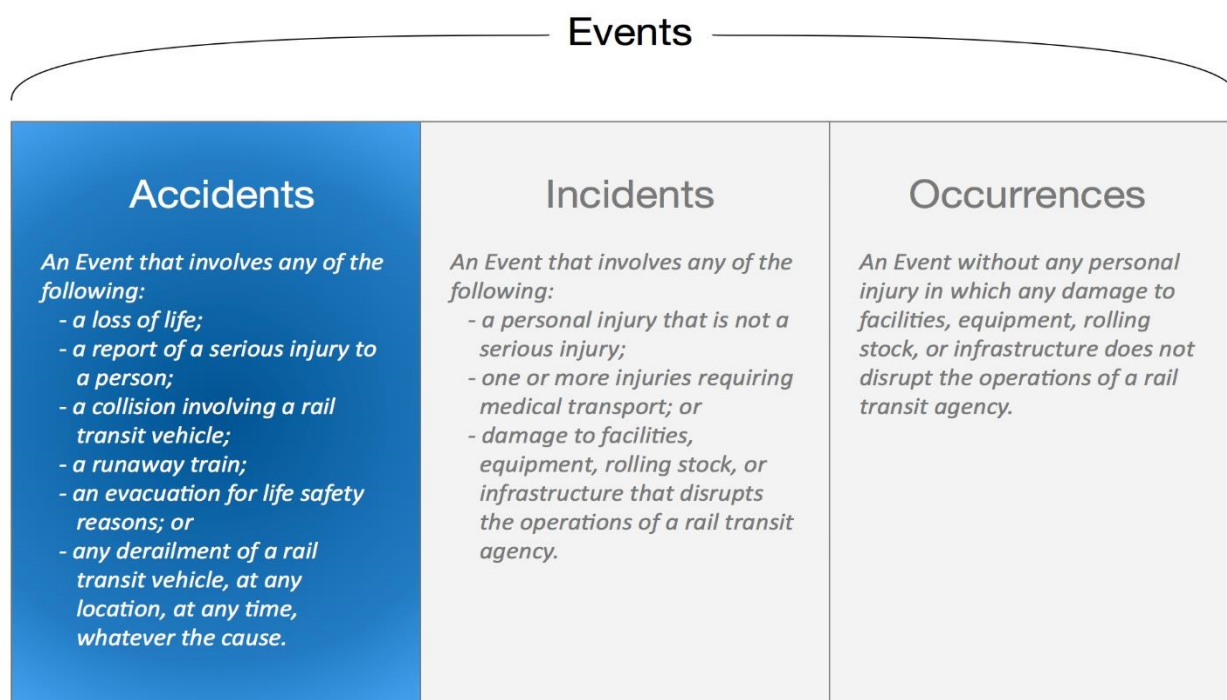 Events
Accidents
An Event that involves any of the
following:
- a loss of life;
- a report of a serious injury to
a person;
- a collision involving a rail
transit vehicle;
- a runaway train;
- an evacuation for life safety
reasons; or
- any derailment of a rail
transit vehicle, at any
location, at any time,
whatever the cause.
Incidents
An Event that involves any of the
following:
- a personal injury that is not a
serious injury;
- one or more injuries requiring
medical transport; or
- damage to facilities,
equipment, rolling stock, or
infrastructure that disrupts
the operations of a rail transit
agency.
Occurrences
An Event without any personal
injury in which any damage to
facilities, equipment, rolling
stock, or infrastructure does not
disrupt the operations of a rail
transit agency.